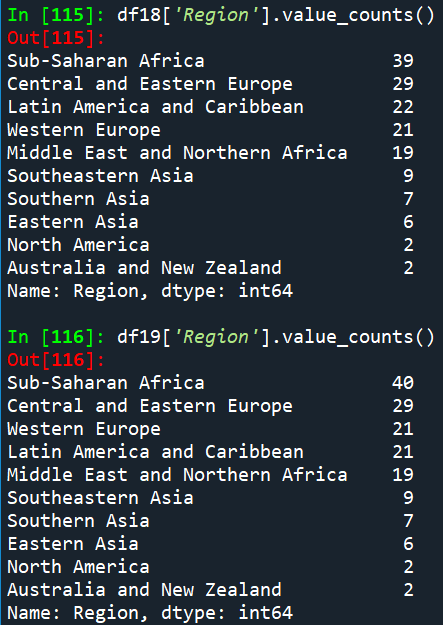 In [115]: df18['Region'].value_counts()
Out[115]:
Sub-Saharan Africa                 39
Central and Eastern Europe         29
Latin America and Caribbean        22
Western Europe                     21
Middle East and Northern Africa    19
Southeastern Asia                   9
Southern Asia                       7
Eastern Asia                        6
North America                       2
Australia and New Zealand           2
Name: Region, dtype: int64

In [116]: df19['Region'].value_counts()
Out[116]:
Sub-Saharan Africa                 40
Central and Eastern Europe         29
Western Europe                     21
Latin America and Caribbean        21
Middle East and Northern Africa    19
Southeastern Asia                   9
Southern Asia                       7
Eastern Asia                        6
North America                       2
Australia and New Zealand           2
Name: Region, dtype: int64